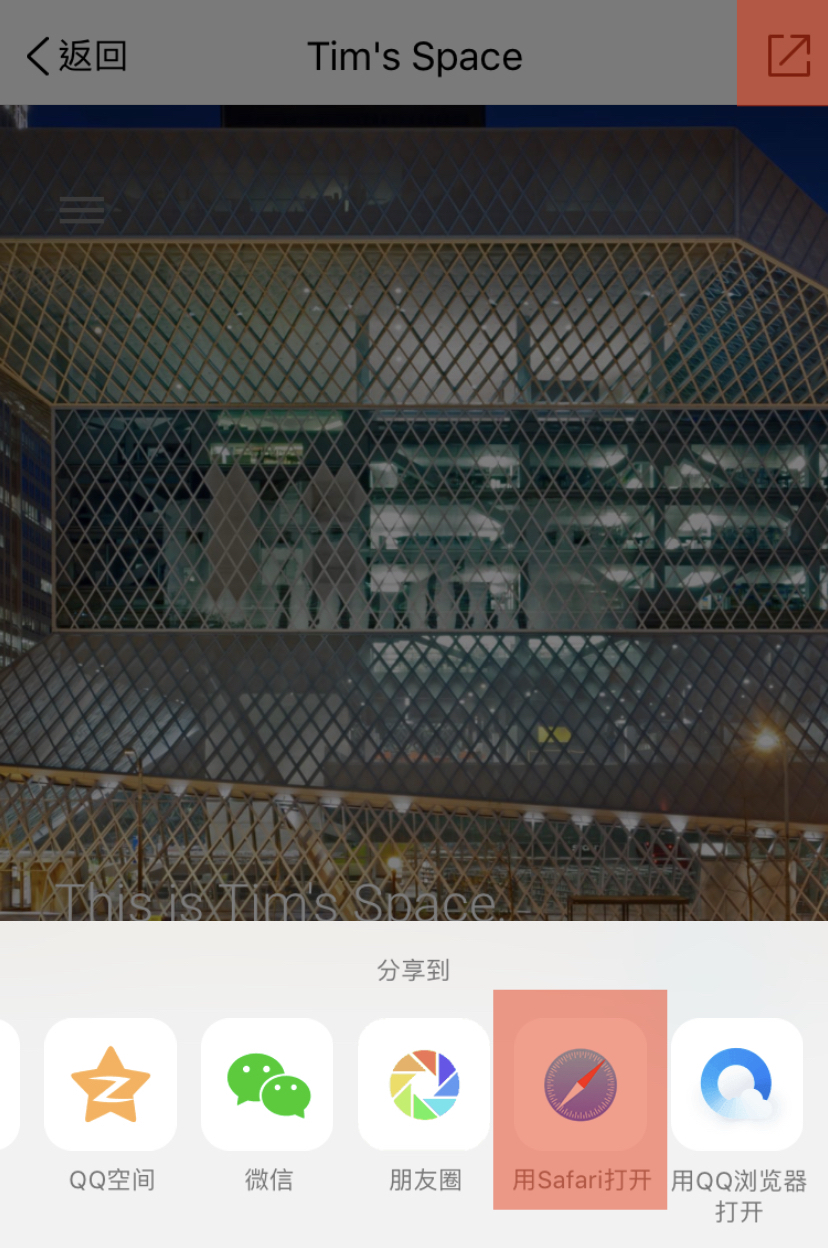 返回
Tim's Space
This is Tim's Space.
分享到
QQ空间
微信
朋友圈
用Safari打开
用QQ浏览器
打开